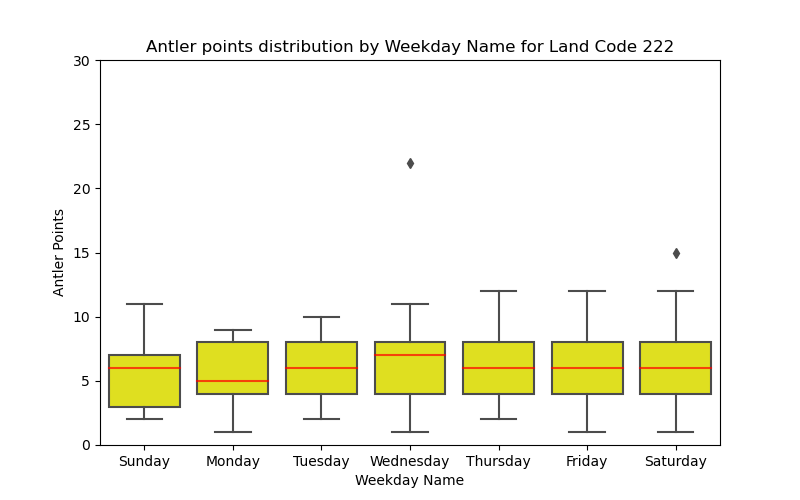 Antler points distribution by Weekday Name for Land Code 222
30
25
20
15
10
5
0
Antler Points
Sunday Monday Tuesday Wednesday Thursday Friday Saturday
Weekday Name